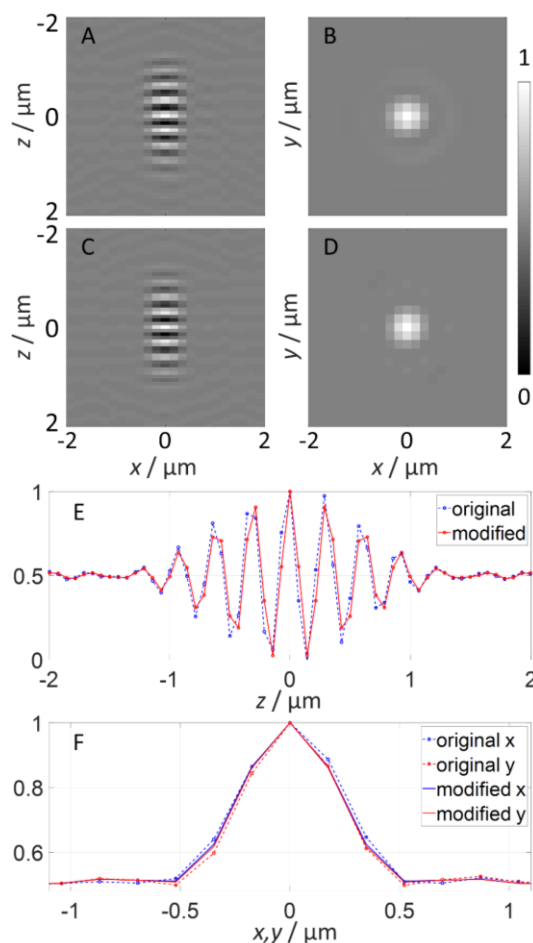 A
B
-2
0
2
z / μm
y / μm
1
0
C
D
-2
0
2
z / μm
y / μm
-2
0
2
-2
0
2
x / μm
x / μm
E
original
modified
1
0.5
0
-2
-1
0
1
2
z / μm
F
original x
original y
modified x
modified y
1
0.8
0.6
-1
-0.5
0
0.5
1
x,y / μm